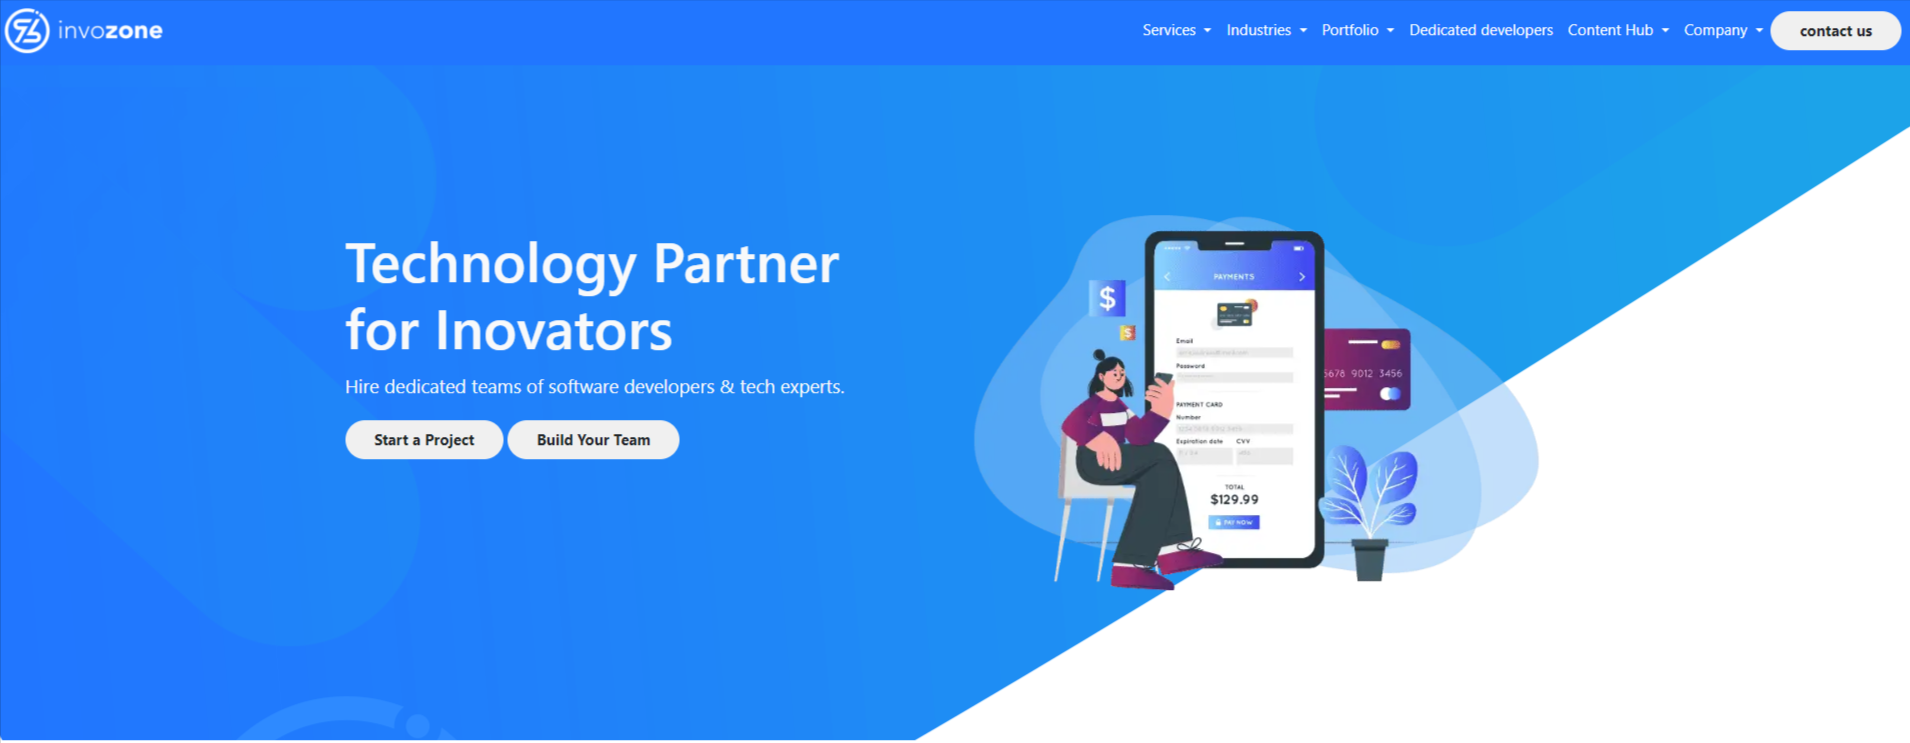 invozone
Services
Industries
Portfolio
Dedicated developers
Content Hub
Company
contact us
Technology Partner
for Inovators
Hire dedicated teams of software developers & tech experts.
Start a Project
Build Your Team
PAYMENTS
$
$
Email
Password
5678 9012 3456
PAYMENT CARD
Number
Expiration date CVV
TOTAL
$129.99
PAY NOW